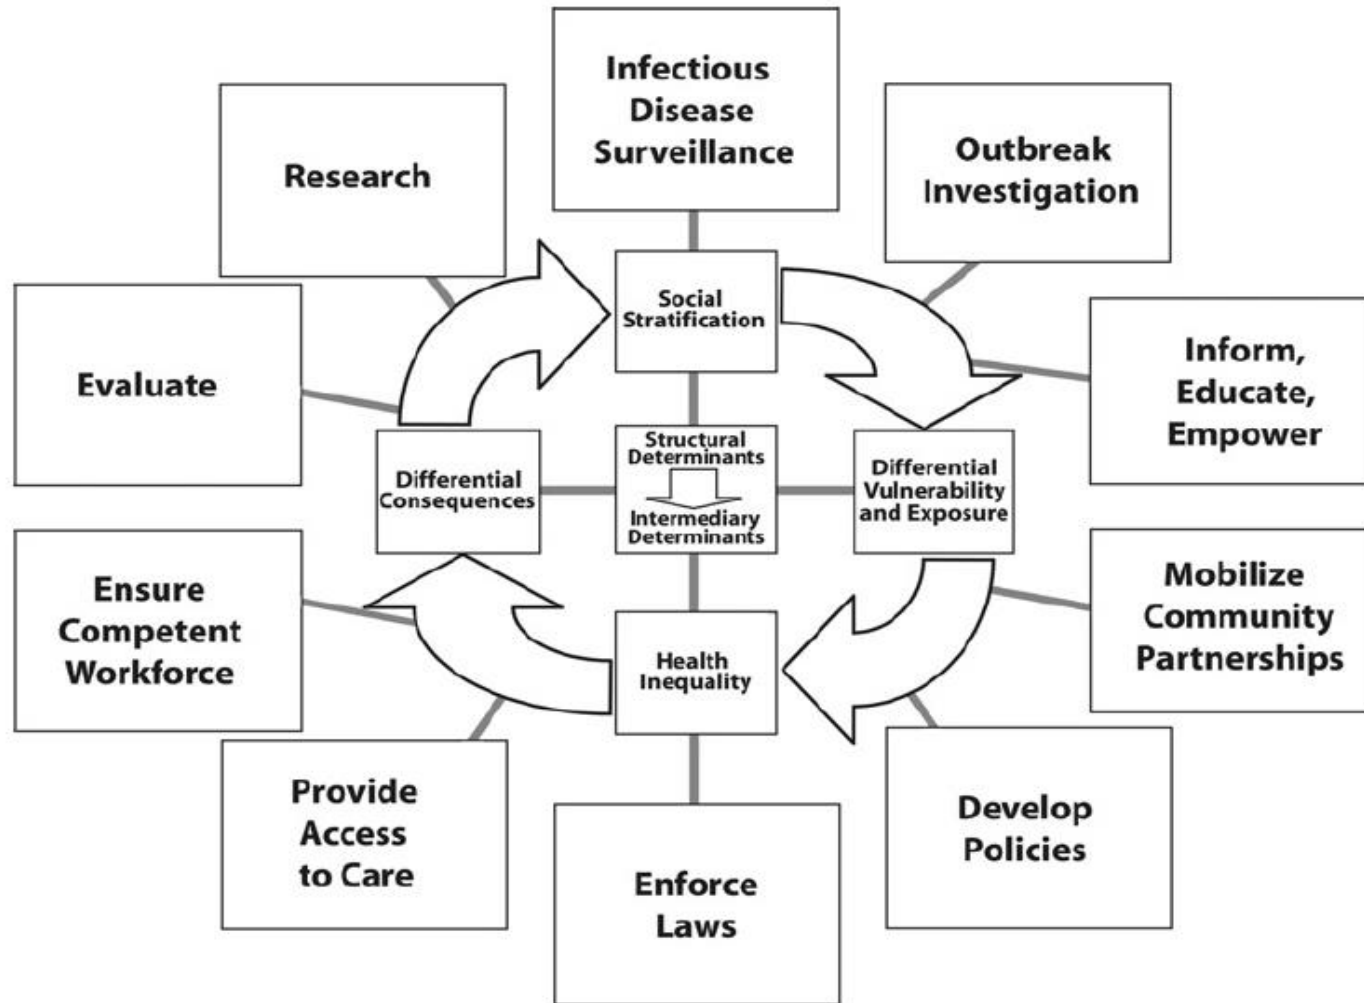 Infectious
Disease
Surveillance
Research
Outbreak
Investigation
Social
Stratification
Inform,
Educate,
Empower
Evaluate
Structural
Determinants
Intermediary
Determinants
Differential
Consequences
Differential
Vulnerability
and Exposure
Ensure
Competent
Workforce
Mobilize
Community
Partnerships
Health
Inequality
Provide
Access
to Care
Develop
Policies
Enforce
Laws